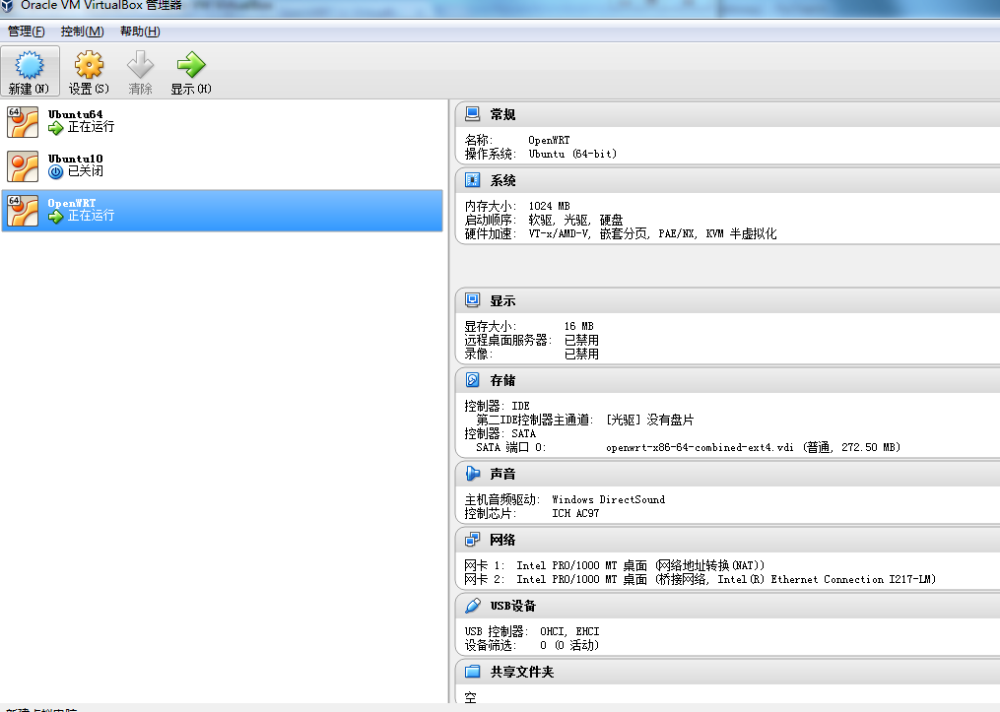 Oracle VM VirtualBox 管理器
管理(F) 控制(M) 帮助(H)
新建(N) 设置(S) 清除 显示(H)
64 Ubuntu64
正在运行
Ubuntu10
已关闭
64 OpenWRT
正在运行
常规
名称: OpenWRT
操作系统: Ubuntu (64-bit)
系统
内存大小: 1024 MB
启动顺序: 软驱, 光驱, 硬盘
硬件加速: VT-x/AMD-V, 嵌套分页, PAE/NX, KVM 半虚拟化
显示
显存大小: 16 MB
远程桌面服务器: 已禁用
录像: 已禁用
存储
控制器: IDE
第二IDE控制器主通道: [光驱] 没有盘片
控制器: SATA
SATA 端口 0: openwrt-x86-64-combined-ext4.vdi (普通, 272.50 MB)
声音
主机音频驱动: Windows DirectSound
控制芯片: ICH AC97
网络
网卡 1: Intel PRO/1000 MT 桌面 (网络地址转换(NAT))
网卡 2: Intel PRO/1000 MT 桌面 (桥接网络, Intel(R) Ethernet Connection I217-LM)
USB设备
USB 控制器: OHCI, EHCI
设备筛选: 0 (0 活动)
共享文件夹
空
新建虚拟电脑